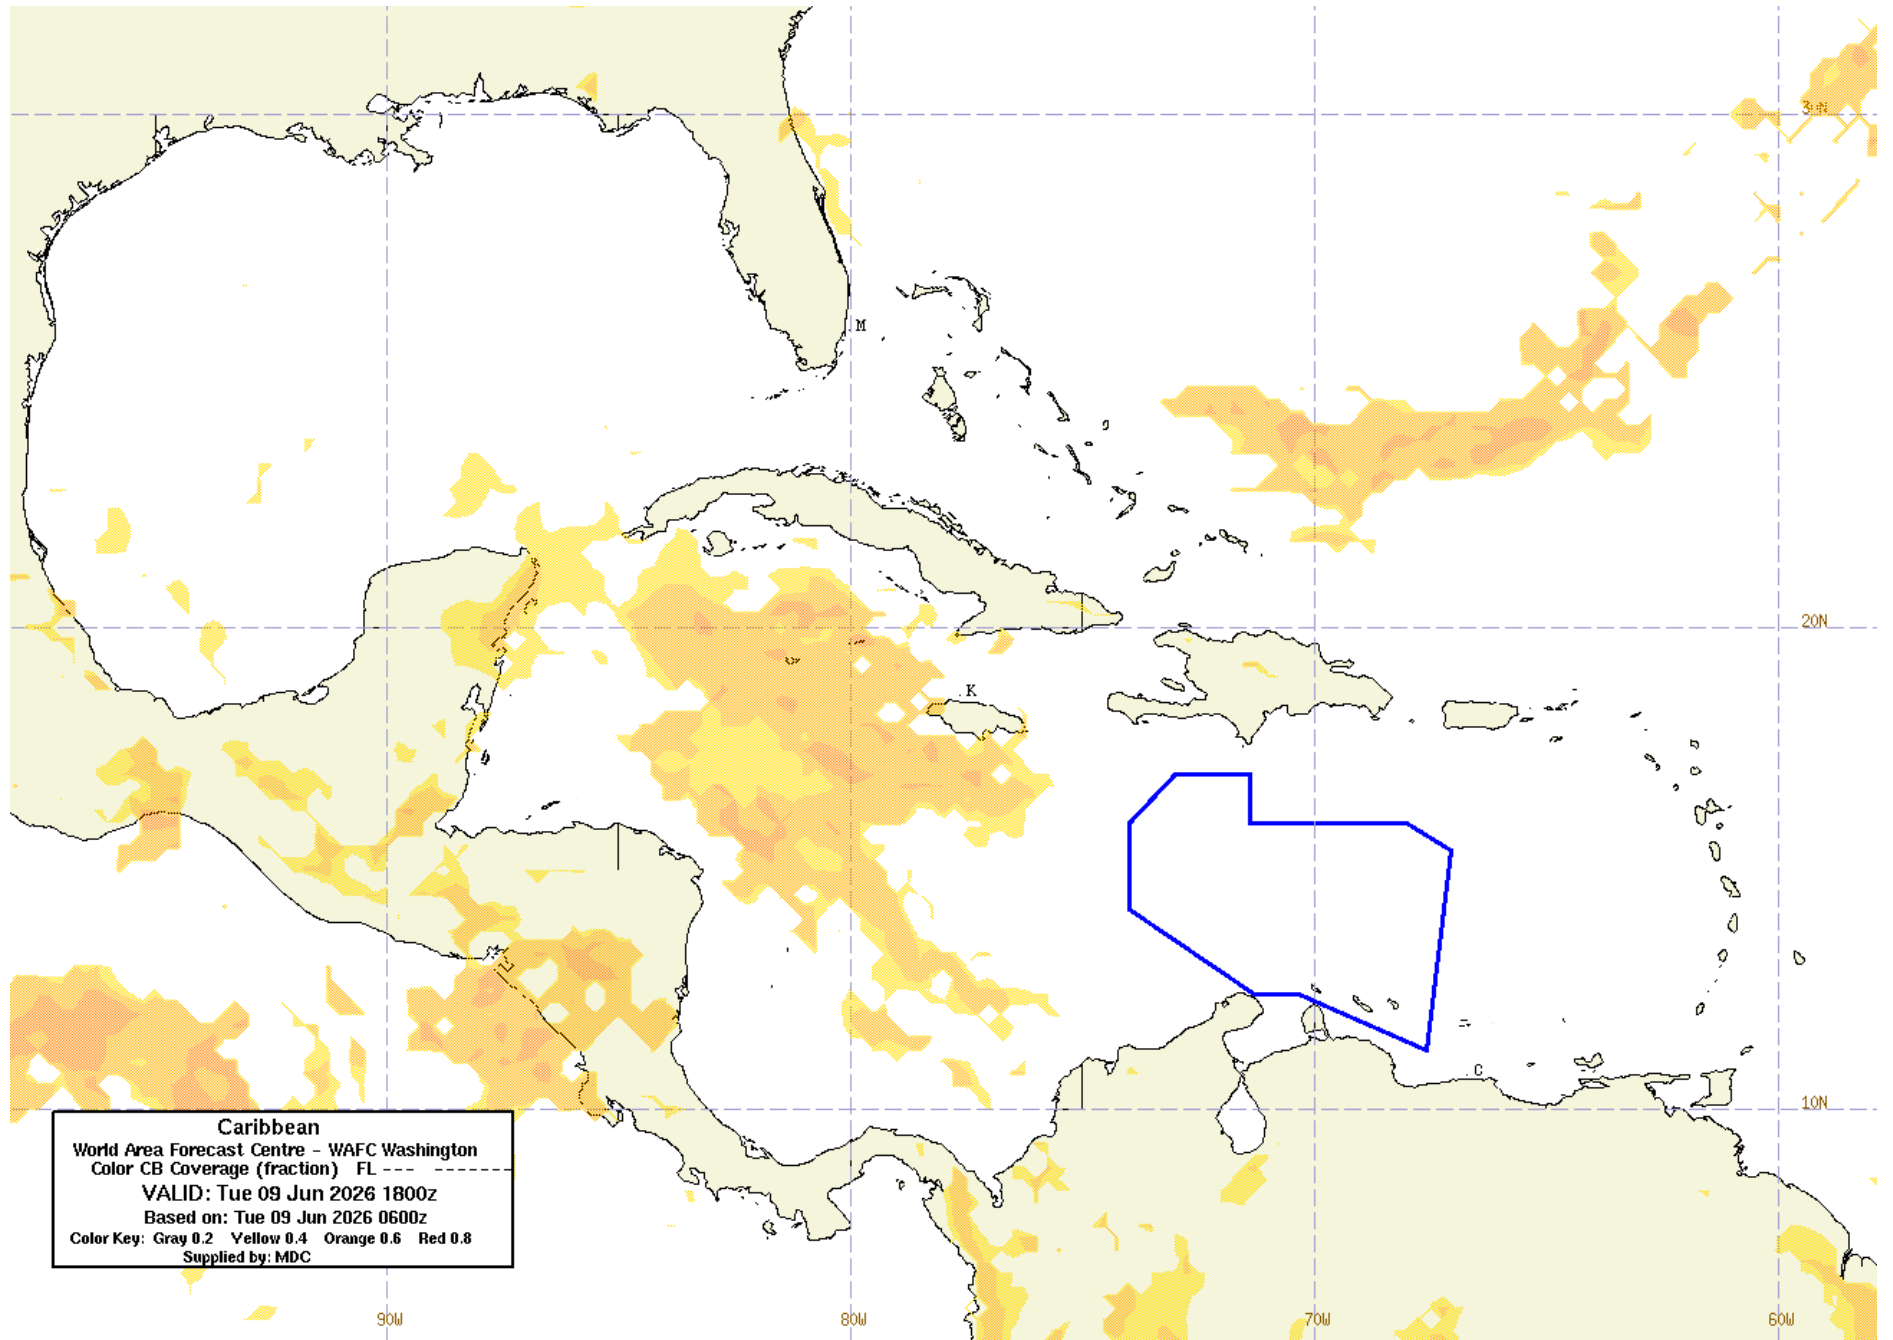 30N
M
20N
K
C
10N
Caribbean
World Area Forecast Centre - WAFC Washington
Color CB Coverage (fraction) FL --- --------
VALID: Tue 09 Jun 2026 1800z
Based on: Tue 09 Jun 2026 0600z
Color Key: Gray 0.2 Yellow 0.4 Orange 0.6 Red 0.8
Supplied by: MDC
90W 80W 70W 60W